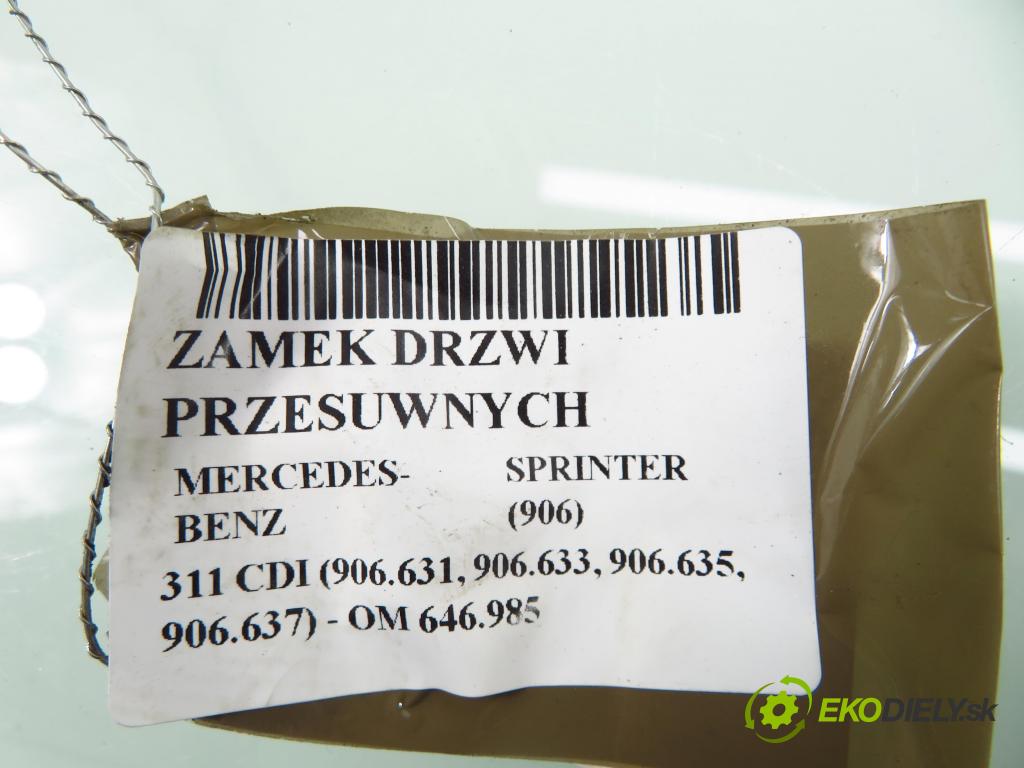 ZAMEK DRZWI
PRZESUWNYCH
MERCEDES-
BENZ
SPRINTER
(906)
311 CDI (906.631, 906.633, 906.635,
906.637) - OM 646.985
EKODIELY.sk